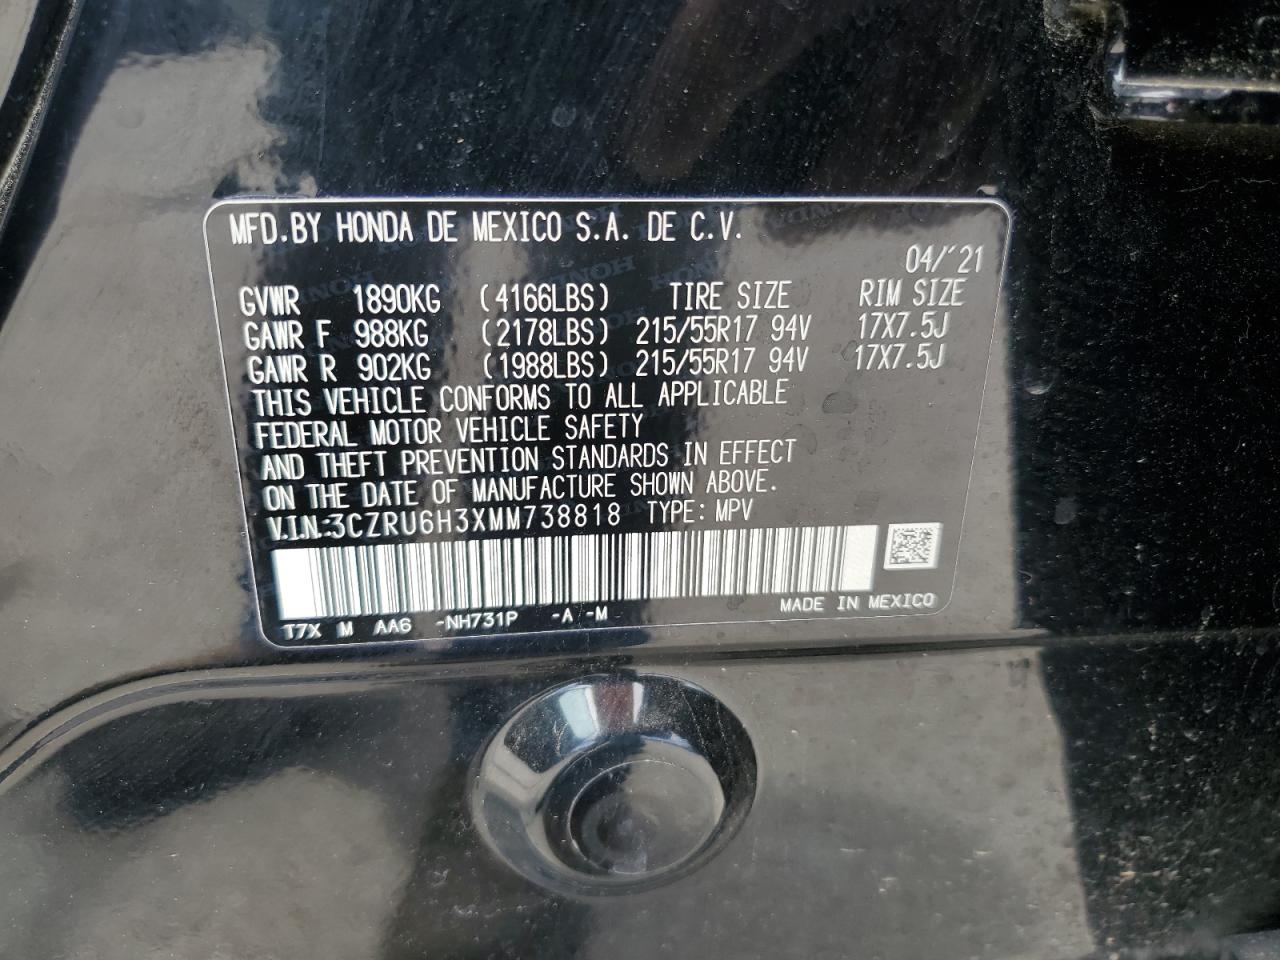 MFD.BY HONDA DE MEXICO S.A. DE C.V.
04/'21
GVWR 1890KG (4166LBS) TIRE SIZE RIM SIZE
GAWR F 988KG (2178LBS) 215/55R17 94V 17X7.5J
GAWR R 902KG (1988LBS) 215/55R17 94V 17X7.5J
THIS VEHICLE CONFORMS TO ALL APPLICABLE
FEDERAL MOTOR VEHICLE SAFETY
AND THEFT PREVENTION STANDARDS IN EFFECT
ON THE DATE OF MANUFACTURE SHOWN ABOVE.
V.I.N.:3CZRU6H3XMM738818 TYPE: MPV
T7X M AA6 -NH731P -A -M MADE IN MEXICO